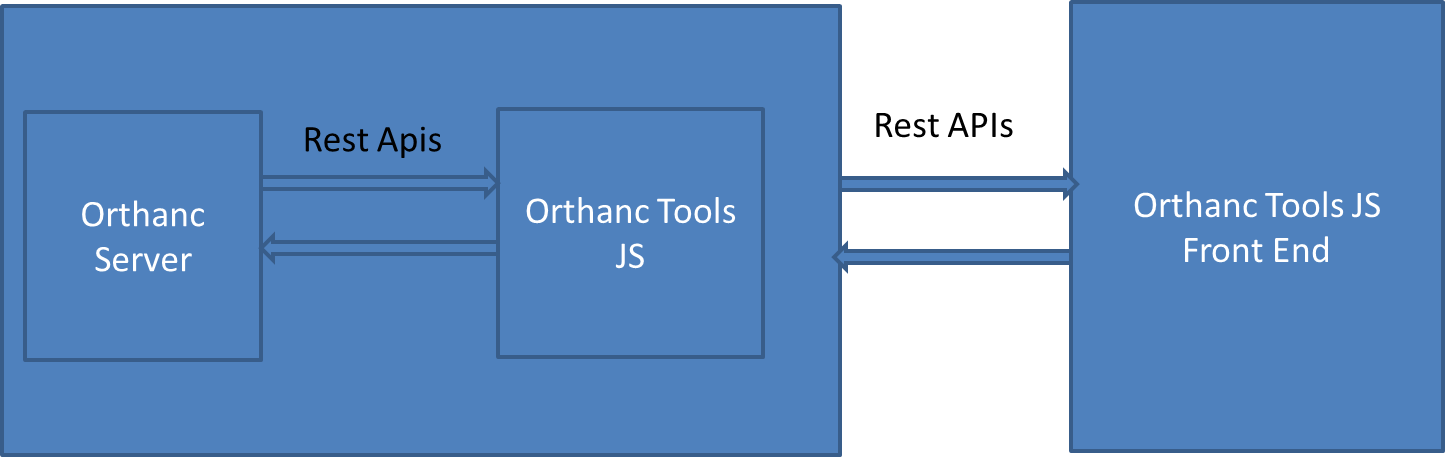 Rest Apis
Rest APIs
Orthanc
Server
Orthanc Tools
JS
Orthanc Tools JS
Front End